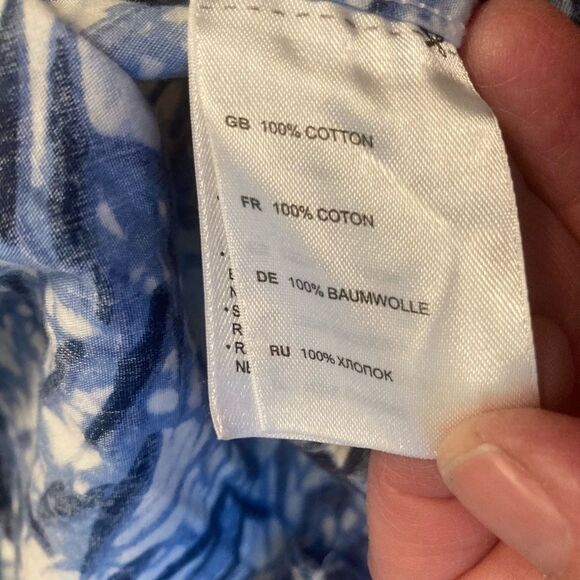 GB 100% COTTON
FR 100% COTON
DE 100% BAUMWOLLE
RU 100% ХЛОПОК